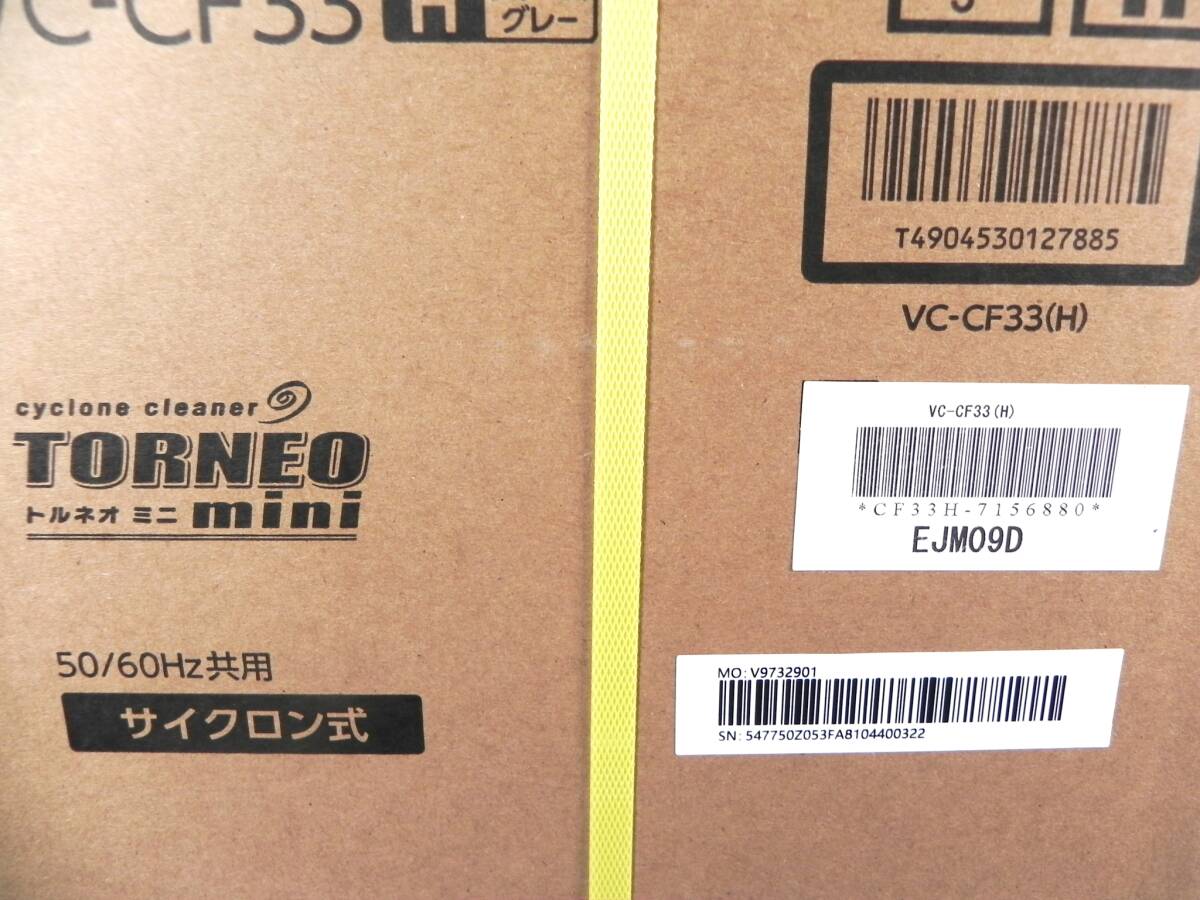 VC-CF33 H グレー
T4904530127885
VC-CF33(H)
cyclone cleaner
TORNEO
トルネオ ミニ mini
50/60Hz共用
サイクロン式
VC-CF33(H)
*CF33H-7156880*
EJM09D
MO: V9732901
SN: 547750Z053FA8104400322